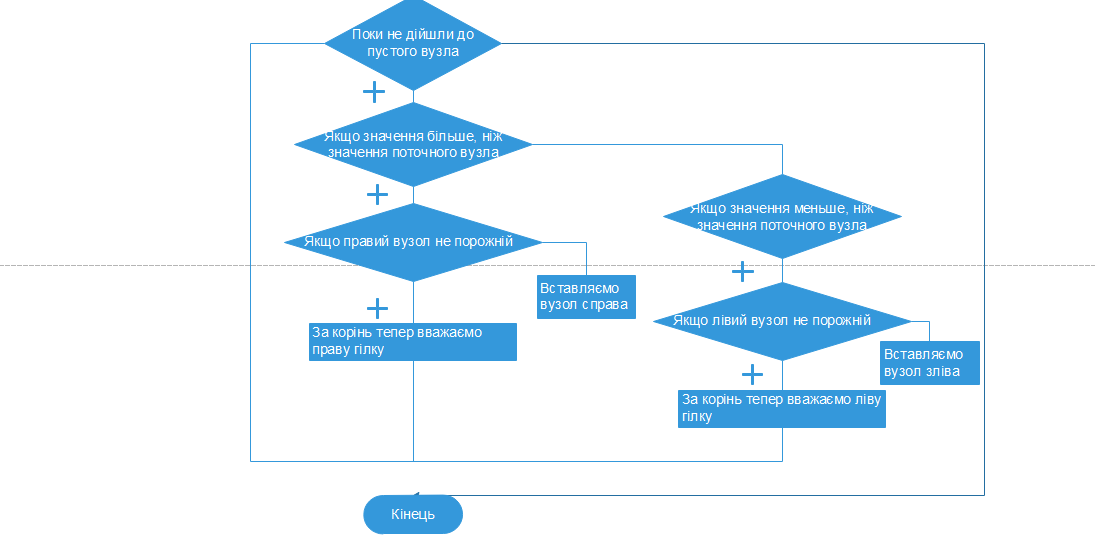 Поки не дійшли до
пустого вузла
Якщо значення більше, ніж
значення поточного вузла
Якщо значення меньше, ніж
значення поточного вузла
Якщо правий вузол не порожній
Вставляємо
вузол справа
Якщо лівий вузол не порожній
За корінь тепер вважаємо
праву гілку
Вставляємо
вузол зліва
За корінь тепер вважаємо ліву
гілку
Кінець